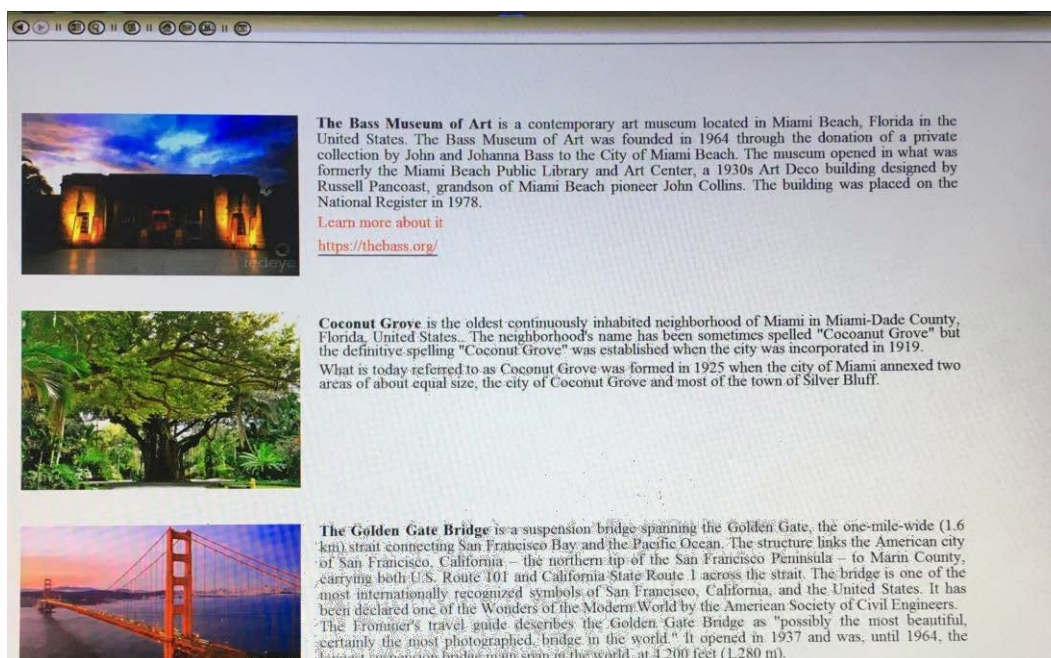 The Bass Museum of Art is a contemporary art museum located in Miami Beach, Florida in the
United States. The Bass Museum of Art was founded in 1964 through the donation of a private
collection by John and Johanna Bass to the City of Miami Beach. The museum opened in what was
formerly the Miami Beach Public Library and Art Center, a 1930s Art Deco building designed by
Russell Pancoast, grandson of Miami Beach pioneer John Collins. The building was placed on the
National Register in 1978.
Learn more about it
https://thebass.org/
redeye
Coconut Grove is the oldest continuously inhabited neighborhood of Miami in Miami-Dade County,
Florida, United States.. The neighborhood's name has been sometimes spelled "Cocoanut Grove" but
the definitive spelling "Coconut Grove" was established when the city was incorporated in 1919.
What is today referred to as Coconut Grove was formed in 1925 when the city of Miami annexed two
areas of about equal size, the city of Coconut Grove and most of the town of Silver Bluff.
The Golden Gate Bridge is a suspension bridge spanning the Golden Gate, the one-mile-wide (1.6
km) strait connecting San Francisco Bay and the Pacific Ocean. The structure links the American city
of San Francisco, California – the northern tip of the San Francisco Peninsula – to Marin County,
carrying both U.S. Route 101 and California State Route 1 across the strait. The bridge is one of the
most internationally recognized symbols of San Francisco, California, and the United States. It has
been declared one of the Wonders of the Modern World by the American Society of Civil Engineers.
The Frommer's travel guide describes the Golden Gate Bridge as "possibly the most beautiful,
certainly the most photographed, bridge in the world." It opened in 1937 and was, until 1964, the
longest suspension bridge main span in the world, at 4,200 feet (1,280 m).